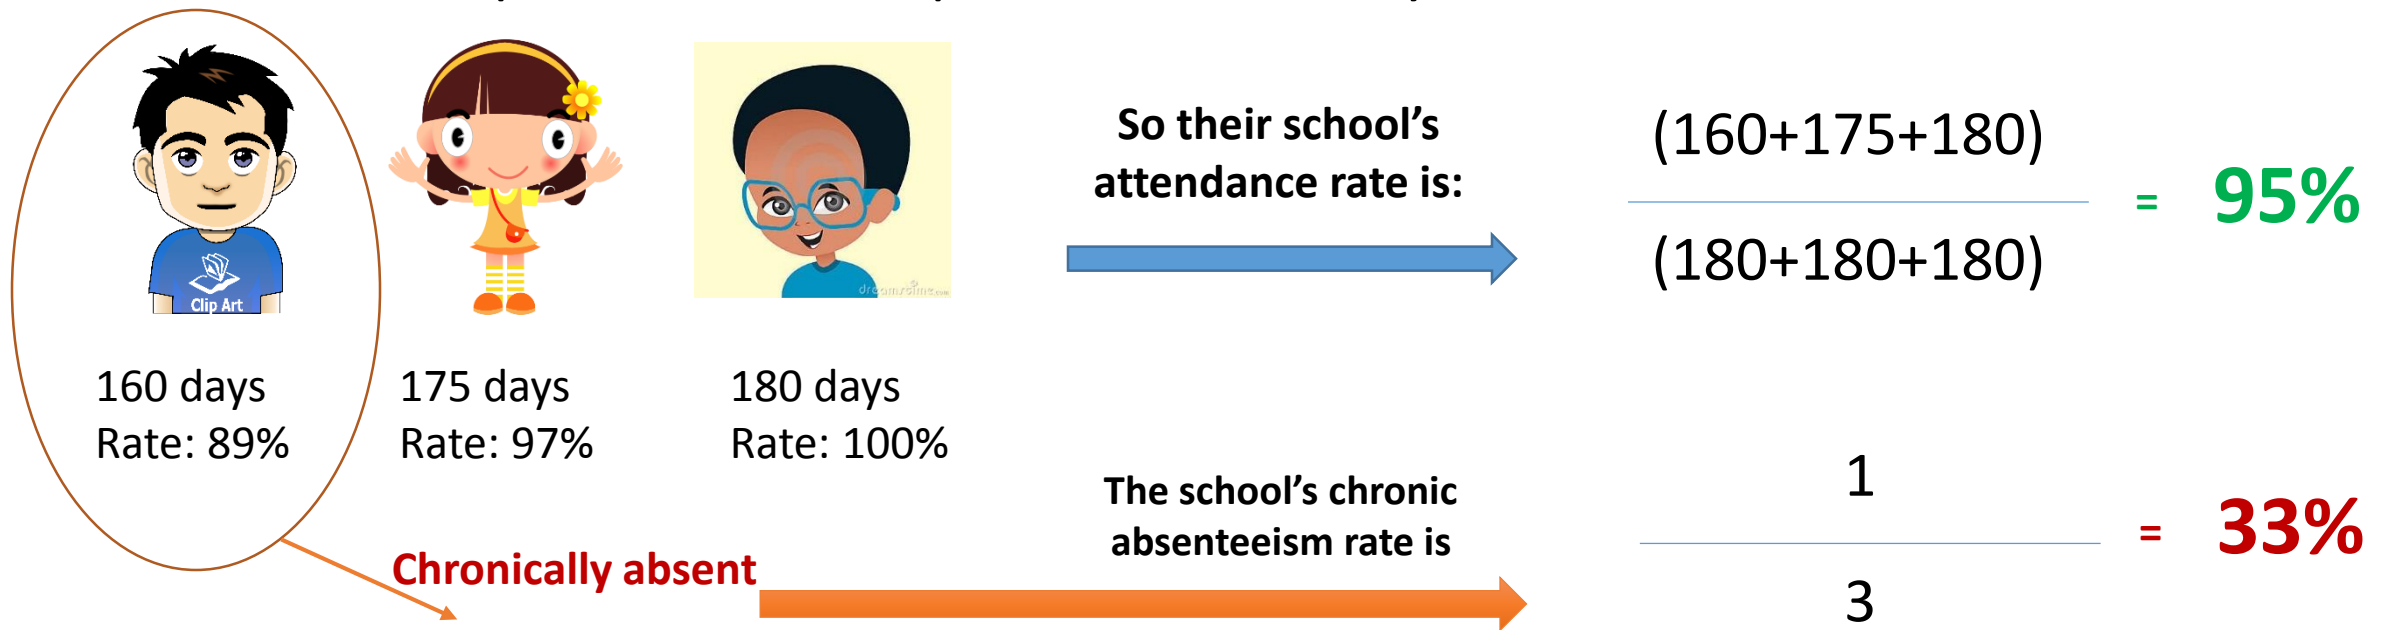 So their school's
attendance rate is:
(160+175+180)
(180+180+180)
= 95%
Clip Art
dreamstime.com
160 days
Rate: 89%
175 days
Rate: 97%
180 days
Rate: 100%
Chronically absent
The school's chronic
absenteeism rate is
1
3
= 33%